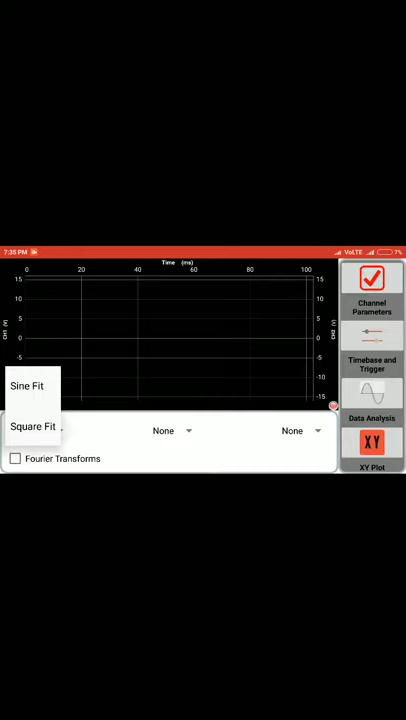 7:35 PM VoLTE 7%
Time (ms)
0 20 40 60 80 100
15 15
10 10
5 5
0 0
-5 -5
-10
-15
CH1 (V)
CH2 (V)
Sine Fit
Square Fit
None
None
Fourier Transforms
Channel
Parameters
Timebase and
Trigger
Data Analysis
XY
XY Plot